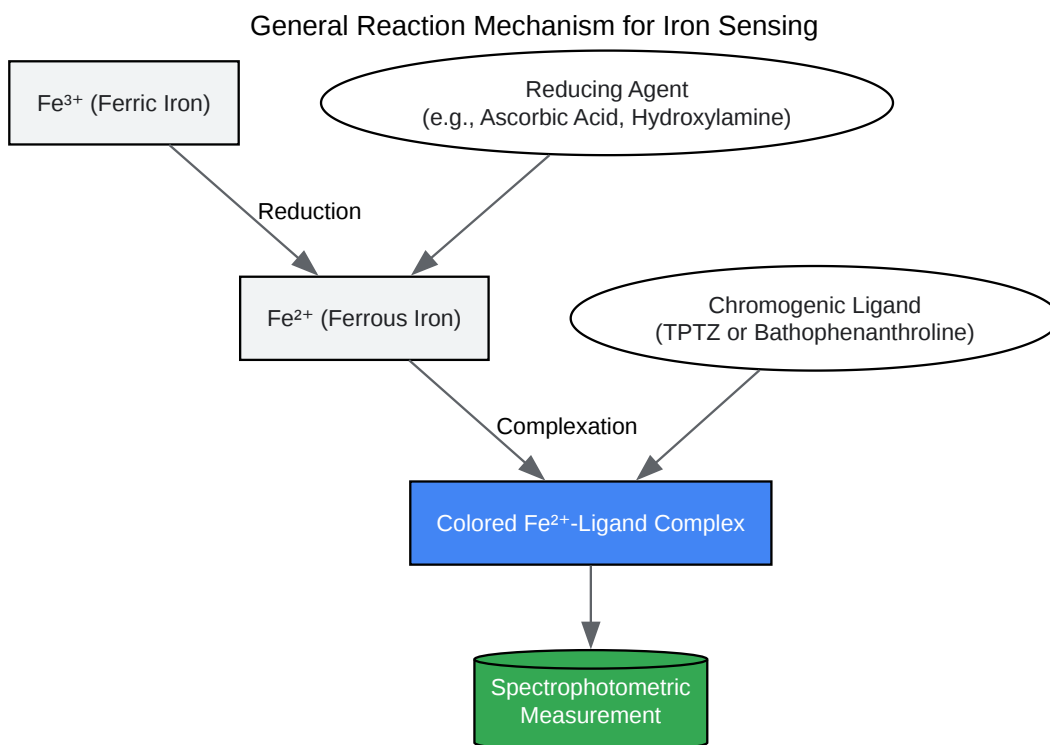 General Reaction Mechanism for Iron Sensing
Fe³⁺ (Ferric Iron)
Reducing Agent
(e.g., Ascorbic Acid, Hydroxylamine)
Reduction
Fe²⁺ (Ferrous Iron)
Chromogenic Ligand
(TPTZ or Bathophenanthroline)
Complexation
Colored Fe²⁺-Ligand Complex
Spectrophotometric
Measurement